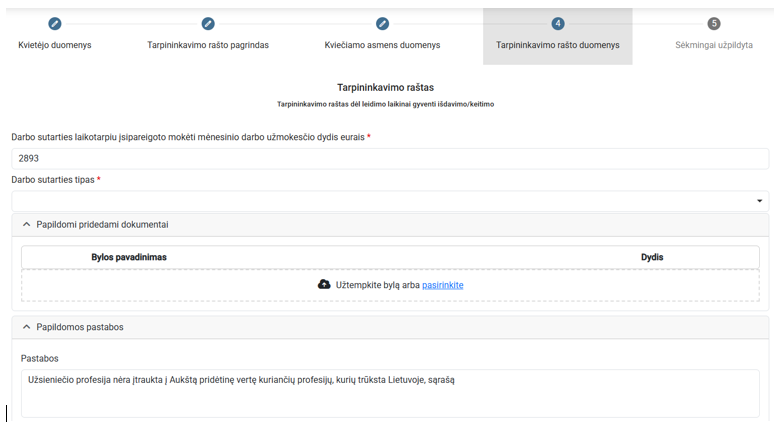 4
5
Kvietėjo duomenys
Tarpininkavimo rašto pagrindas
Kviečiamo asmens duomenys
Tarpininkavimo rašto duomenys
Sėkmingai užpildyta
Tarpininkavimo raštas
Tarpininkavimo raštas dėl leidimo laikinai gyventi išdavimo/keitimo
Darbo sutarties laikotarpiu įsipareigoto mokėti mėnesinio darbo užmokesčio dydis eurais *
2893
Darbo sutarties tipas *
Papildomi pridedami dokumentai
Bylos pavadinimas
Dydis
Užtempkite bylą arba pasirinkite
Papildomos pastabos
Pastabos
Užsieniečio profesija nėra įtraukta į Aukštą pridėtinę vertę kuriančių profesijų, kurių trūksta Lietuvoje, sąrašą